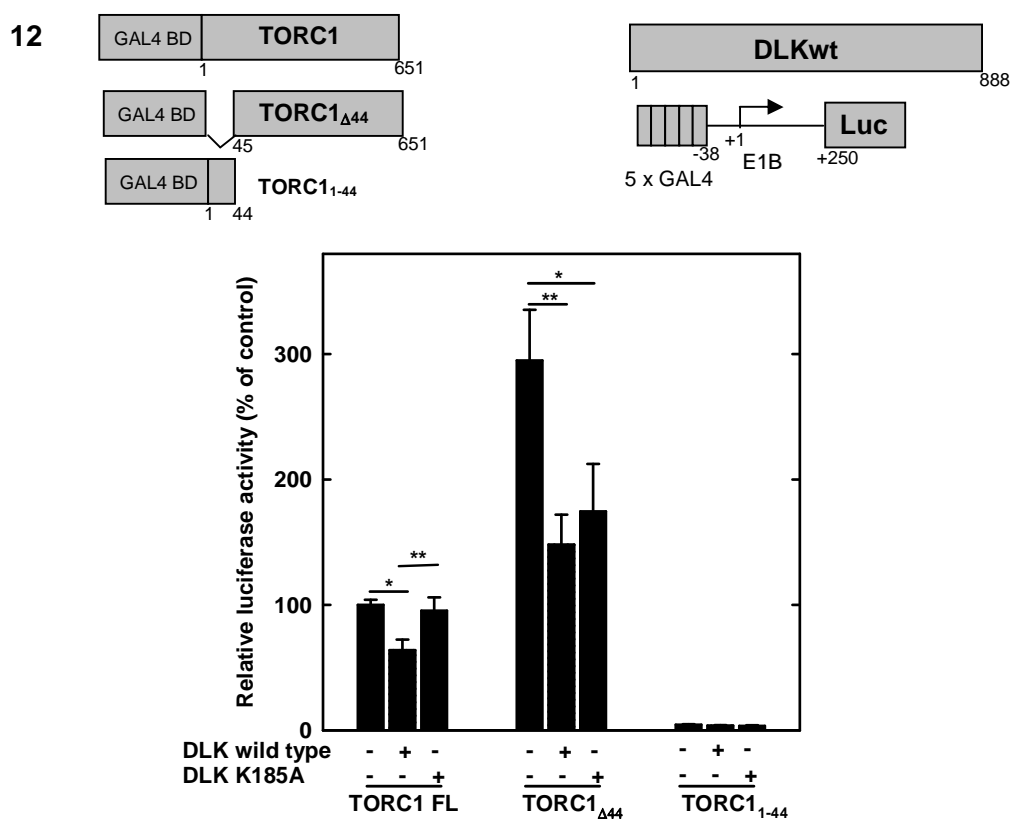 12
GAL4 BD TORC1
1 651
GAL4 BD TORC1Δ44
45 651
GAL4 BD TORC11-44
1 44
DLKwt
1 888
Luc
-38 +1 E1B +250
5 x GAL4
Relative luciferase activity (% of control)
300
200
100
0
* ** ** * 
DLK wild type - + - - + - - + -
DLK K185A - - + - - + - - +
TORC1 FL TORC1Δ44 TORC11-44